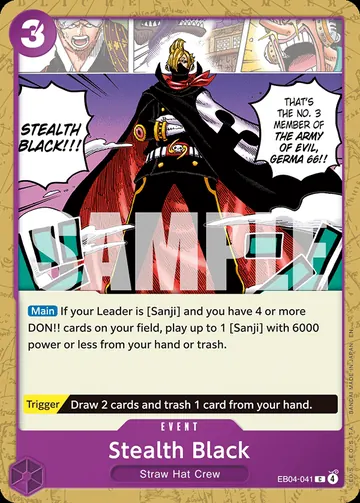 3
STEALTH
BLACK!!!
THAT'S
THE NO. 3
MEMBER OF
THE ARMY
OF EVIL,
GERMA 66!!
SAMPLE
Main If your Leader is [Sanji] and you have 4 or more
DON!! cards on your field, play up to 1 [Sanji] with 6000
power or less from your hand or trash.
Trigger Draw 2 cards and trash 1 card from your hand.
EVENT
Stealth Black
Straw Hat Crew
EB04-041 C 4